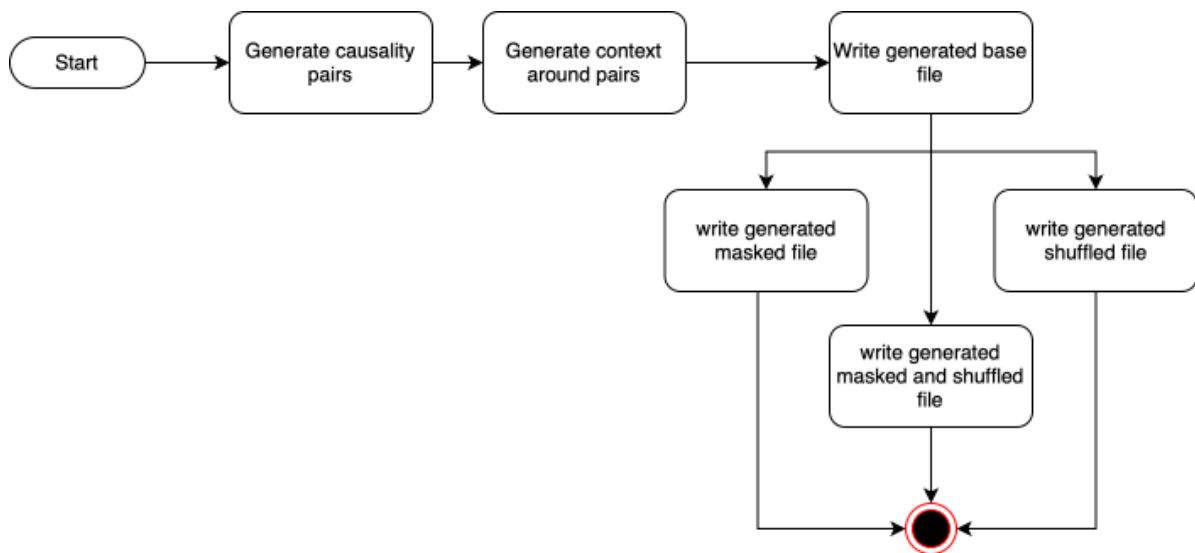 Start
Generate causality
pairs
Generate context
around pairs
Write generated base
file
write generated
masked file
write generated
shuffled file
write generated
masked and shuffled
file